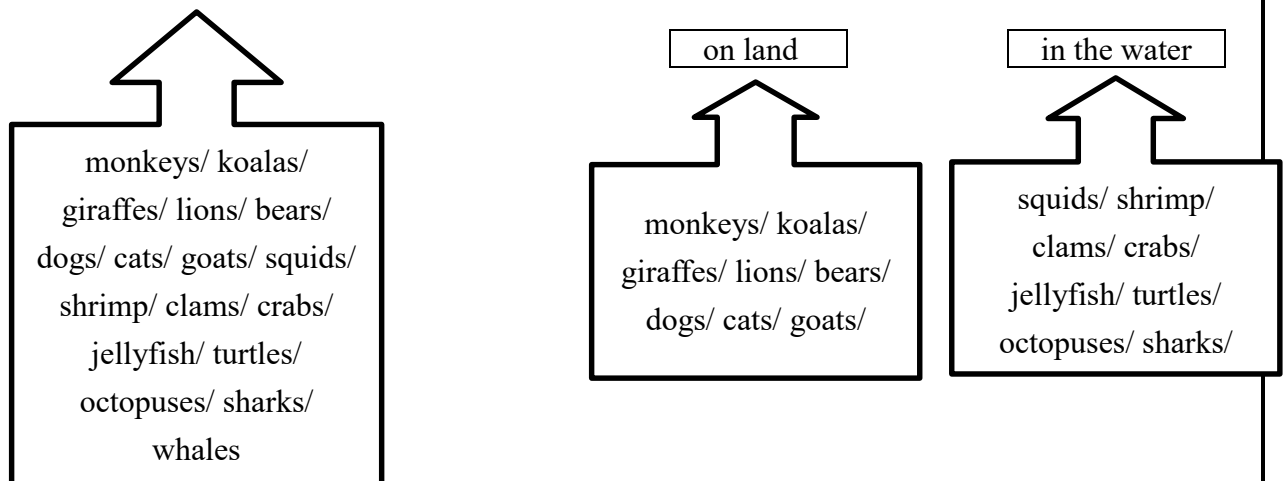 monkeys/ koalas/
giraffes/ lions/ bears/
dogs/ cats/ goats/ squids/
shrimp/ clams/ crabs/
jellyfish/ turtles/
octopuses/ sharks/
whales
on land
monkeys/ koalas/
giraffes/ lions/ bears/
dogs/ cats/ goats/
in the water
squids/ shrimp/
clams/ crabs/
jellyfish/ turtles/
octopuses/ sharks/